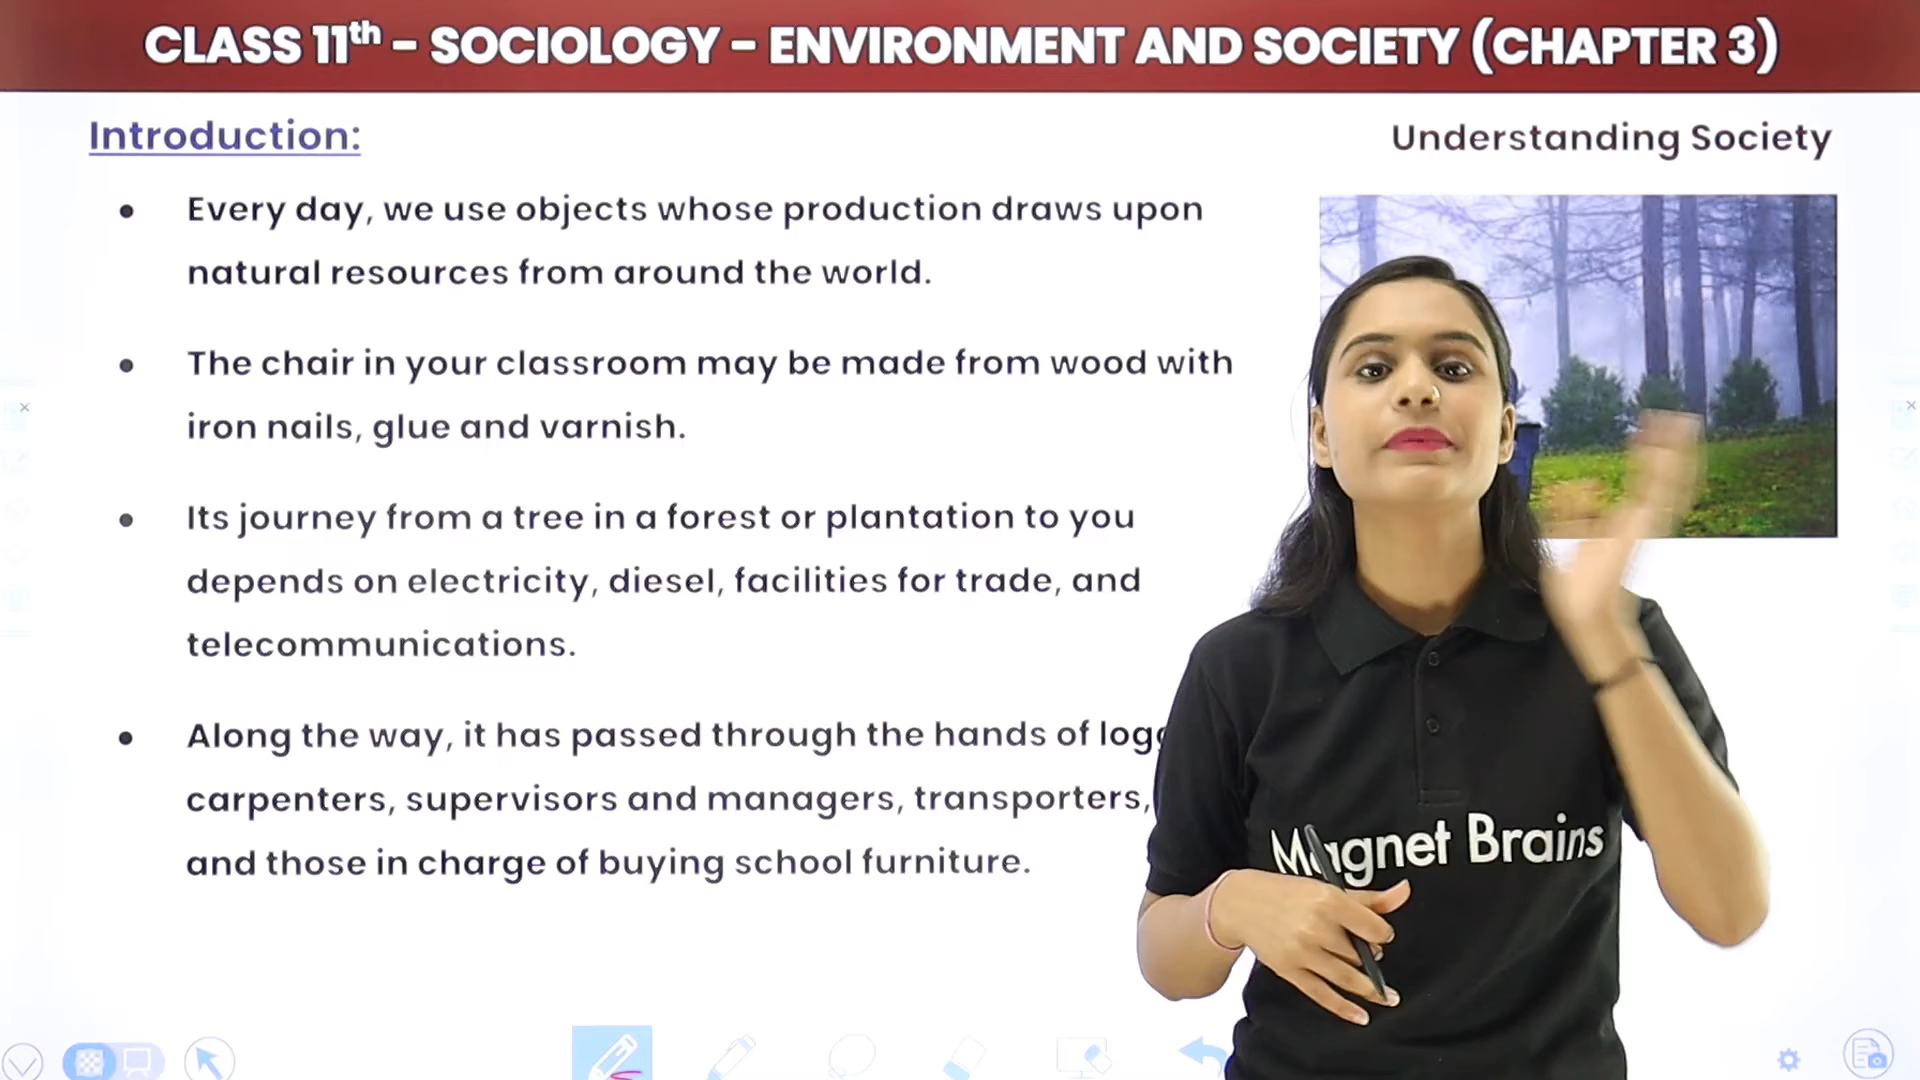 CLASS 11th - SOCIOLOGY - ENVIRONMENT AND SOCIETY (CHAPTER 3)
Introduction:
Understanding Society
• Every day, we use objects whose production draws upon
natural resources from around the world.
• The chair in your classroom may be made from wood with
iron nails, glue and varnish.
• Its journey from a tree in a forest or plantation to you
depends on electricity, diesel, facilities for trade, and
telecommunications.
• Along the way, it has passed through the hands of
carpenters, supervisors and managers, transporters,
and those in charge of buying school furniture.
Magnet Brains